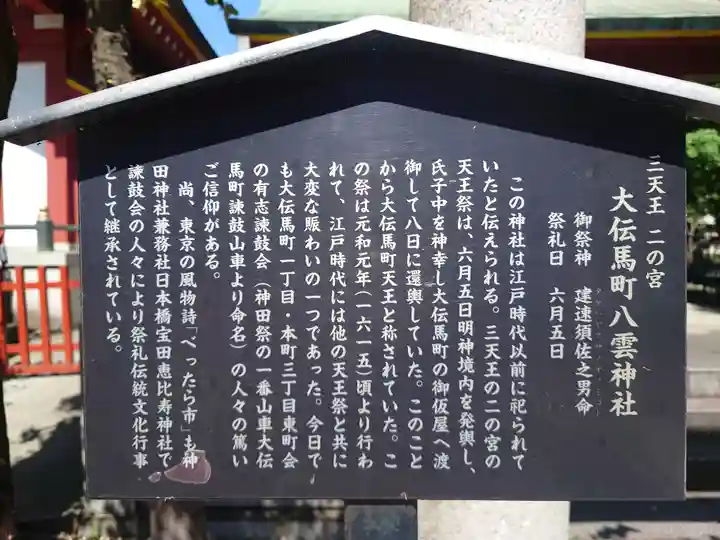 三天王 二の宮
大伝馬町八雲神社
御祭神 建速須佐之男命
祭礼日 六月五日
この神社は江戸時代以前に祀られて
いたと伝えられる。三天王の二の宮の
天王祭は、六月五日明神境内を発輿し、
氏子中を神幸し大伝馬町の御仮屋へ渡
御して八日に還輿していた。このこと
から大伝馬町天王と称されていた。こ
の祭は元和元年(一六一五)頃より行わ
れて、江戸時代には他の天王祭と共に
大変な賑わいの一つであった。今日で
も大伝馬町一丁目・本町三丁目東町会
の有志諫鼓会(神田祭の一番山車大伝
馬町諫鼓山車より命名)の人々の篤い
ご信仰がある。
尚、東京の風物詩「べったら市」も神
田神社兼務社日本橋宝田恵比寿神社で
諫鼓会の人々により祭礼伝統文化行事
として継承されている。